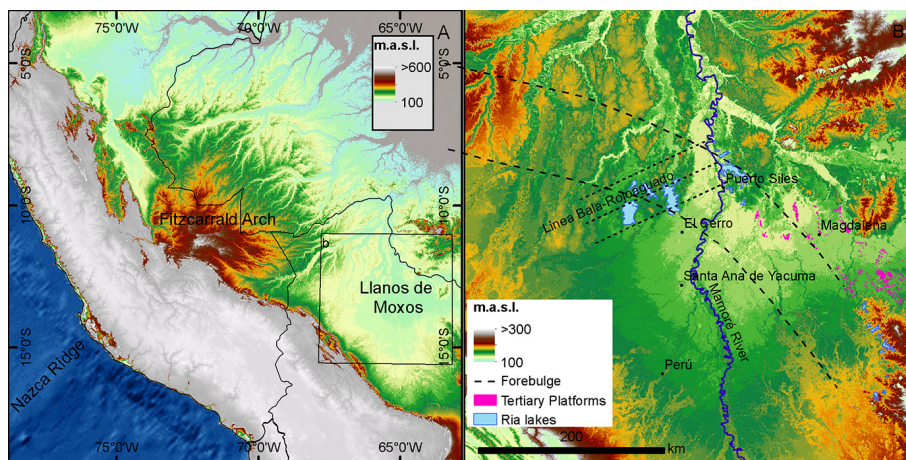 A
m.a.s.l.
>600
100
5°0'S
5°0'S
10°0'S
10°0'S
15°0'S
15°0'S
Fitzcarrald Arch
b
Llanos de
Moxos
Nazca Ridge
75°0'W
70°0'W
65°0'W
75°0'W
70°0'W
65°0'W
B
Linea Bala-Rogaguado
Puerto Siles
El Cerro
Magdalena
Santa Ana de Yacuma
Mamoré River
Perú
m.a.s.l.
>300
100
Forebulge
Tertiary Platforms
Ria lakes
200
km